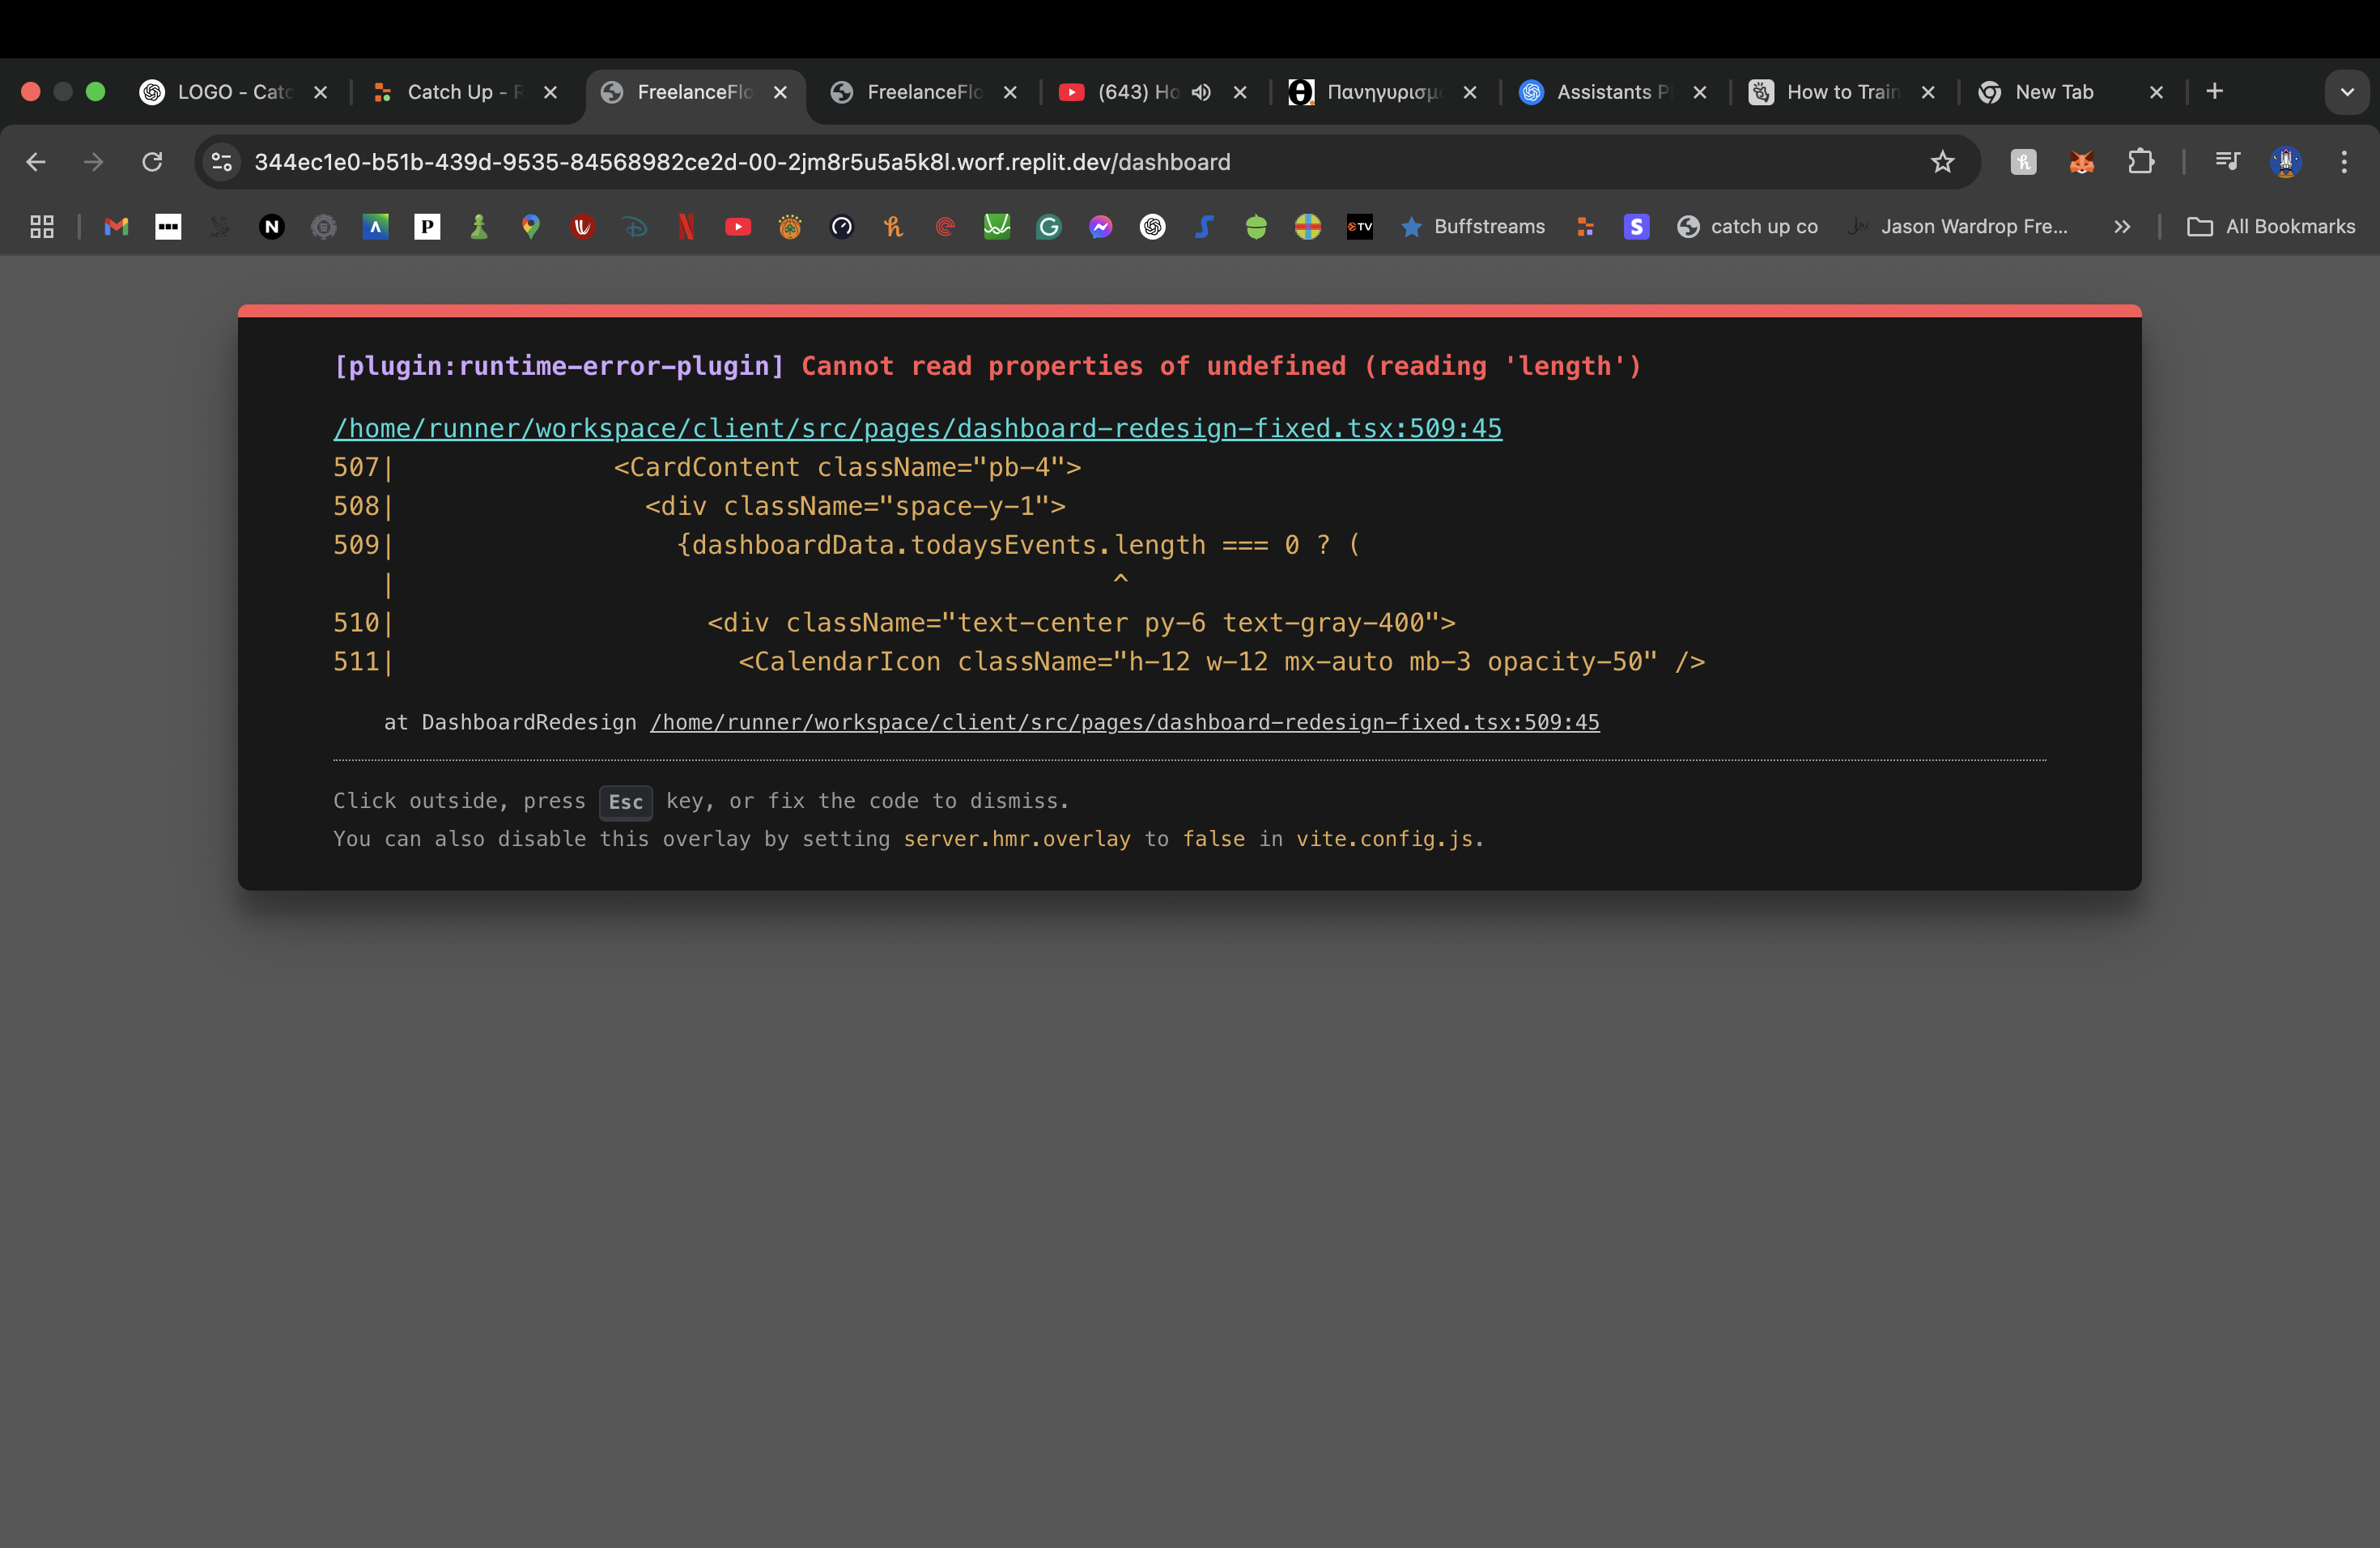 LOGO - Catc
Catch Up - R
FreelanceFlo
FreelanceFlo
(643) Ho
Πανηγυρισμο
Assistants Pl
How to Train
New Tab
344ec1e0-b51b-439d-9535-84568982ce2d-00-2jm8r5u5a5k8l.worf.replit.dev/dashboard
Buffstreams
catch up co
Jason Wardrop Fre...
All Bookmarks
[plugin:runtime-error-plugin] Cannot read properties of undefined (reading 'length')
/home/runner/workspace/client/src/pages/dashboard-redesign-fixed.tsx:509:45
507|              <CardContent className="pb-4">
508|                <div className="space-y-1">
509|                  {dashboardData.todaysEvents.length === 0 ? (
|                                              ^
510|                    <div className="text-center py-6 text-gray-400">
511|                      <CalendarIcon className="h-12 w-12 mx-auto mb-3 opacity-50" />
at DashboardRedesign /home/runner/workspace/client/src/pages/dashboard-redesign-fixed.tsx:509:45
Click outside, press Esc key, or fix the code to dismiss.
You can also disable this overlay by setting server.hmr.overlay to false in vite.config.js.